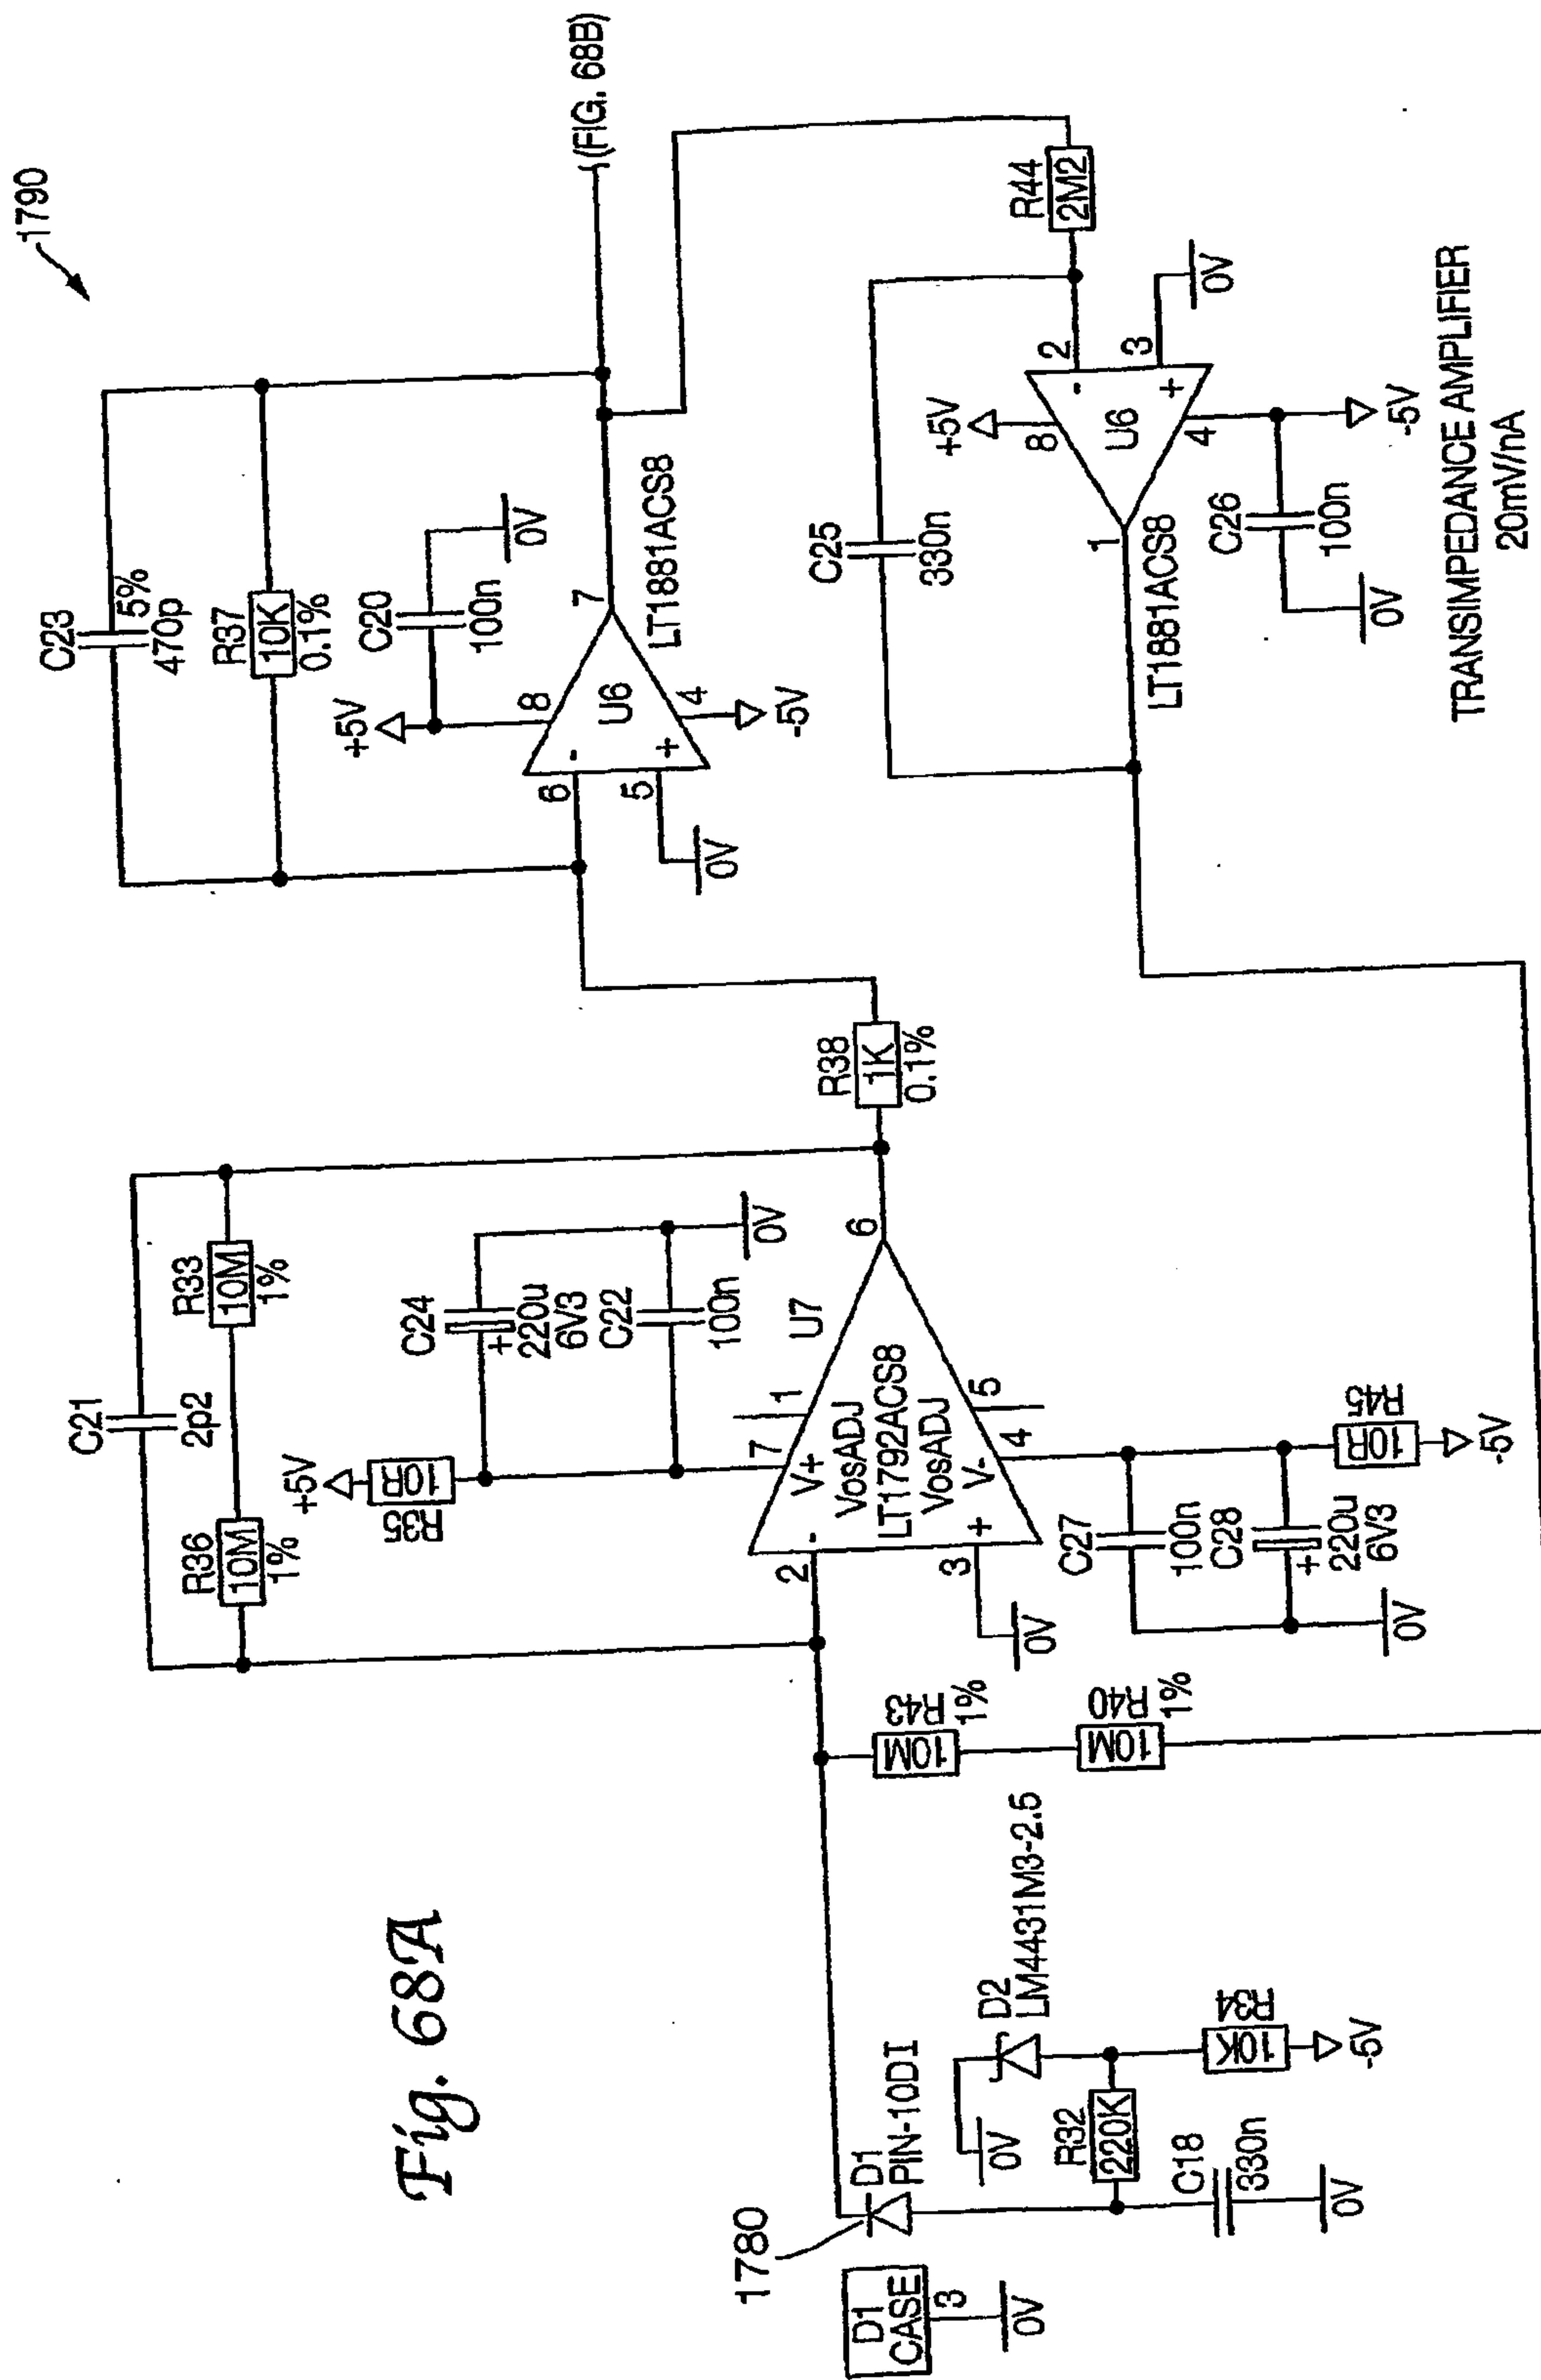 Fig. 68A
1790
1780
D1
CASE
3
0V
D1
PIN-10DI
0V
D2
LM4431M3-2.5
R32
220K
C18
330n
0V
R34
10K
-5V
R43
10M
1%
R40
10M
1%
C21
2p2
R36
10M
1%
R33
10M
1%
+5V
R35
10R
C24
+
220u
6V3
C22
100n
0V
U7
2
-
3
+
0V
7
V+
1
VosADJ
LT1792ACS8
VosADJ
V-
4
5
6
C27
100n
C28
+
220u
6V3
0V
R45
10R
-5V
R38
1K
0.1%
C23
5%
470p
R37
10K
0.1%
+5V
C20
100n
0V
8
6
-
U6
5
+
0V
4
-5V
7
LT1881ACS8
(FIG. 68B)
R44
2M2
C25
330n
+5V
8
2
-
U6
3
+
0V
1
4
LT1881ACS8
C26
100n
0V
-5V
TRANSIMPEDANCE AMPLIFIER
20mV/nA